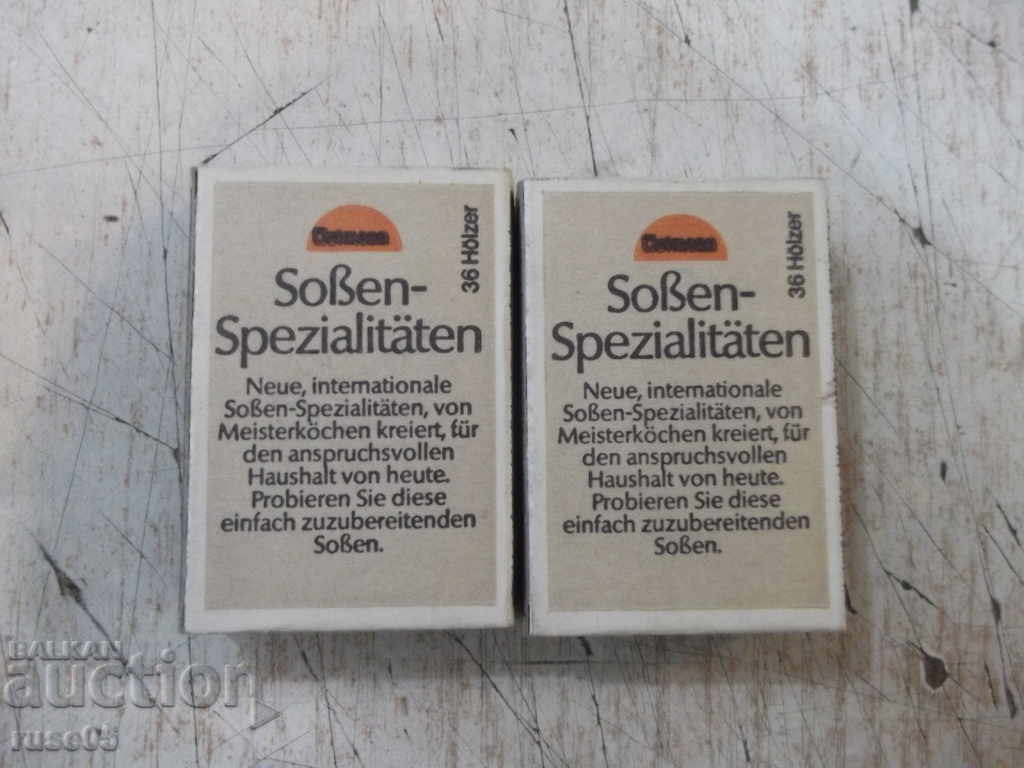 36 Hölzer
Soßen-
Spezialitäten
Neue, internationale
Soßen-Spezialitäten, von
Meisterköchen kreiert, für
den anspruchsvollen
Haushalt von heute.
Probieren Sie diese
einfach zuzubereitenden
Soßen.
36 Hölzer
Soßen-
Spezialitäten
Neue, internationale
Soßen-Spezialitäten, von
Meisterköchen kreiert, für
den anspruchsvollen
Haushalt von heute.
Probieren Sie diese
einfach zuzubereitenden
Soßen.
BALKAN
auction
ruse05